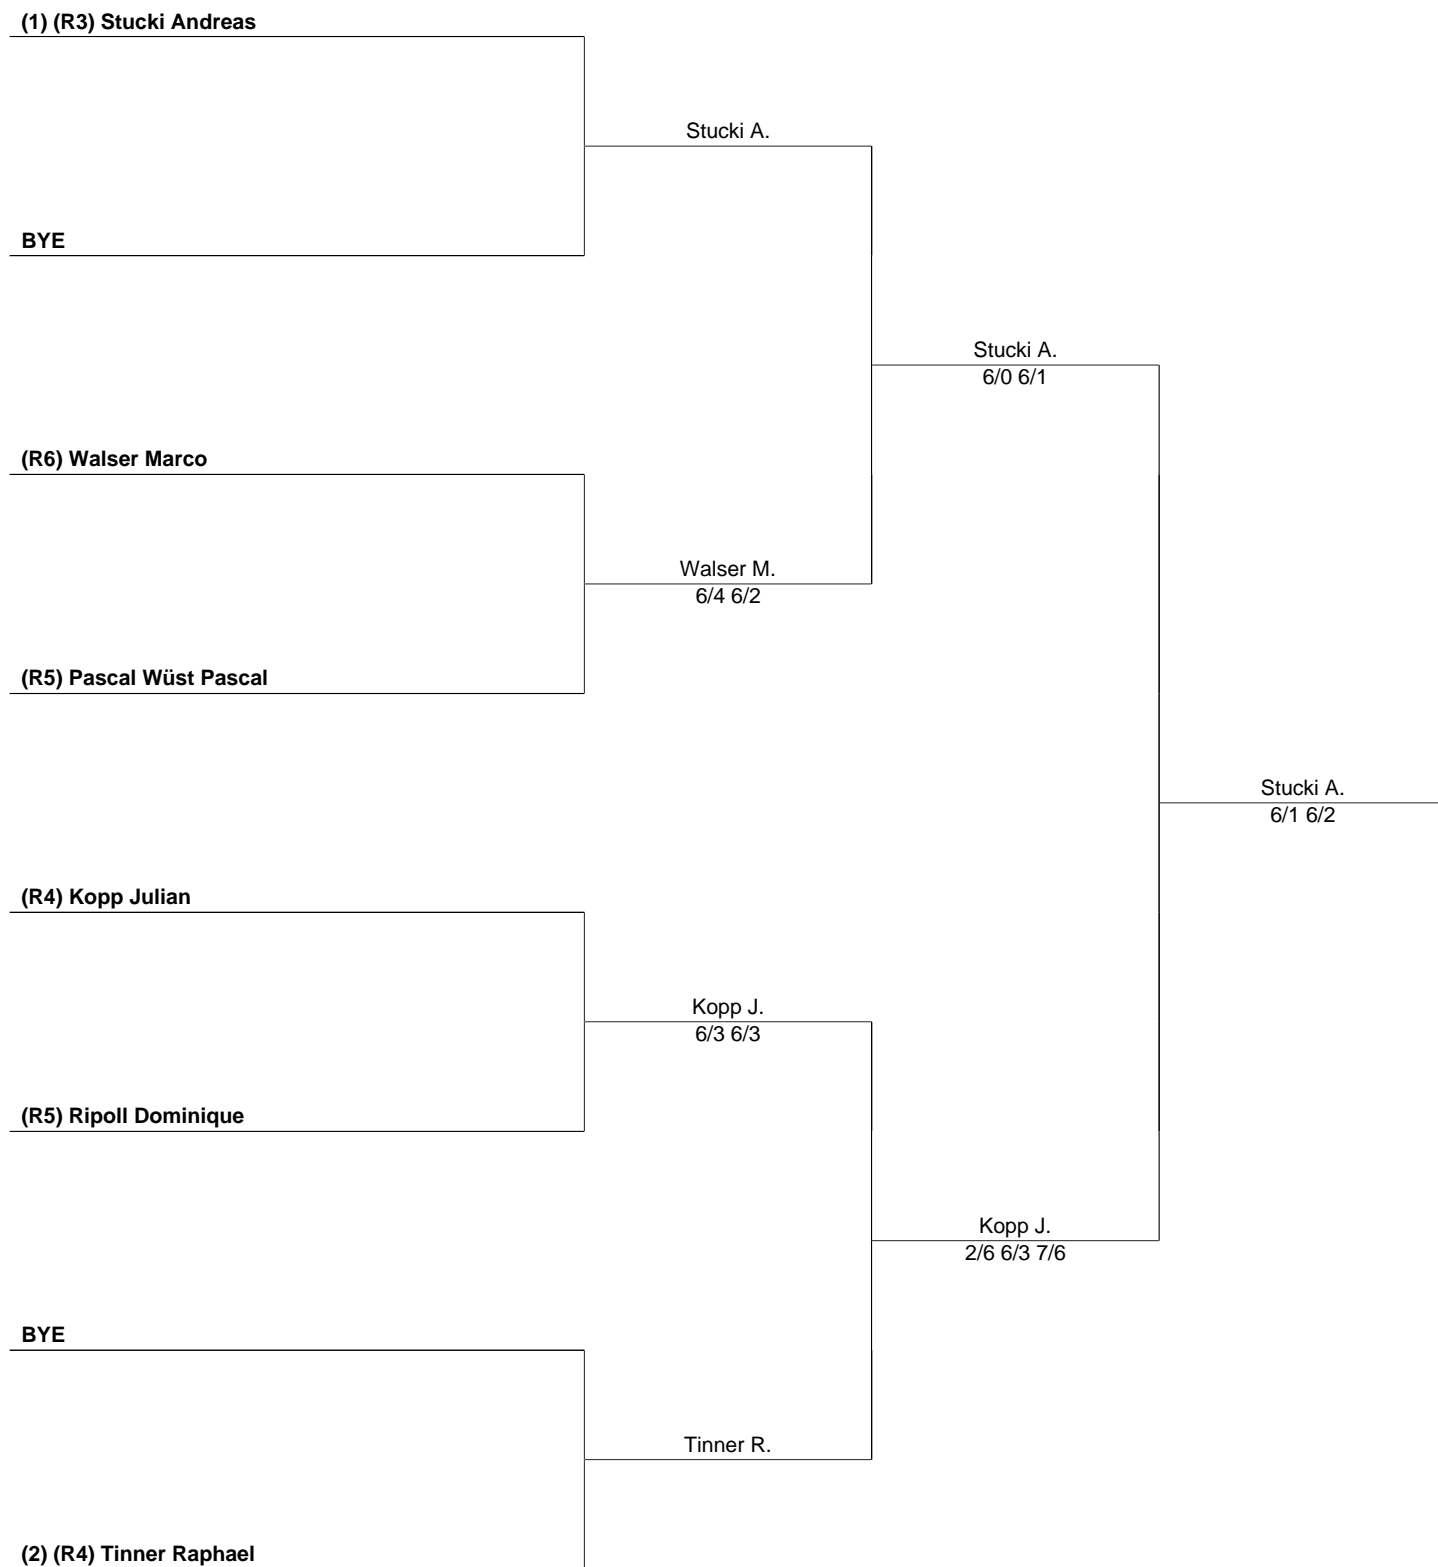 (1) (R3) Stucki Andreas
Stucki A.
BYE
Stucki A.
6/0 6/1
(R6) Walser Marco
Walser M.
6/4 6/2
(R5) Pascal Wüst Pascal
Stucki A.
6/1 6/2
(R4) Kopp Julian
Kopp J.
6/3 6/3
(R5) Ripoll Dominique
Kopp J.
2/6 6/3 7/6
BYE
Tinner R.
(2) (R4) Tinner Raphael